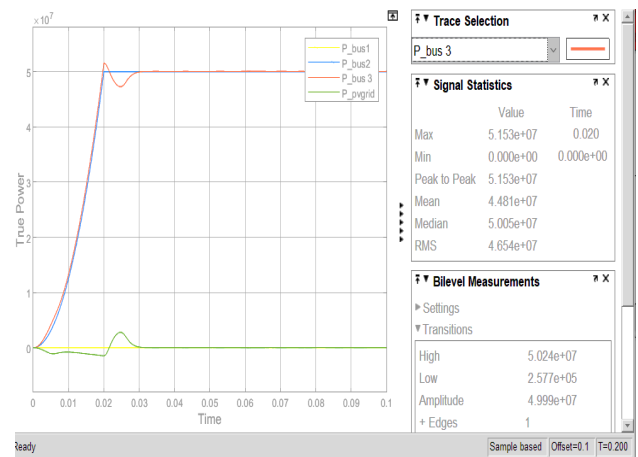 ×10⁷
5
4
3
2
1
0
True Power
0 0.01 0.02 0.03 0.04 0.05 0.06 0.07 0.08 0.09 0.1
Time
P_bus1
P_bus2
P_bus 3
P_pvgrid
Trace Selection
P_bus 3
Signal Statistics
Value Time
Max 5.153e+07 0.020
Min 0.000e+00 0.000e+00
Peak to Peak 5.153e+07
Mean 4.481e+07
Median 5.005e+07
RMS 4.654e+07
Bilevel Measurements
Settings
Transitions
High 5.024e+07
Low 2.577e+05
Amplitude 4.999e+07
+ Edges 1
Ready Sample based Offset=0.1 T=0.200